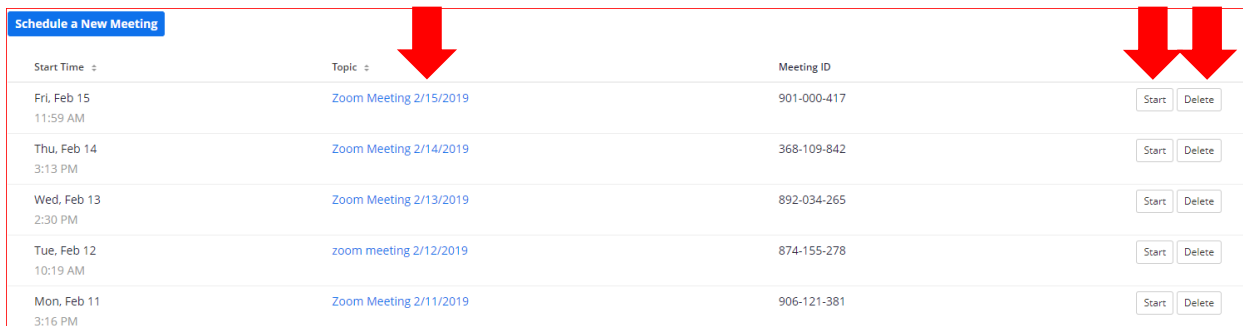 Schedule a New Meeting
Start Time Topic Meeting ID
Fri, Feb 15 Zoom Meeting 2/15/2019 901-000-417 Start Delete
11:59 AM
Thu, Feb 14 Zoom Meeting 2/14/2019 368-109-842 Start Delete
3:13 PM
Wed, Feb 13 Zoom Meeting 2/13/2019 892-034-265 Start Delete
2:30 PM
Tue, Feb 12 zoom meeting 2/12/2019 874-155-278 Start Delete
10:19 AM
Mon, Feb 11 Zoom Meeting 2/11/2019 906-121-381 Start Delete
3:16 PM